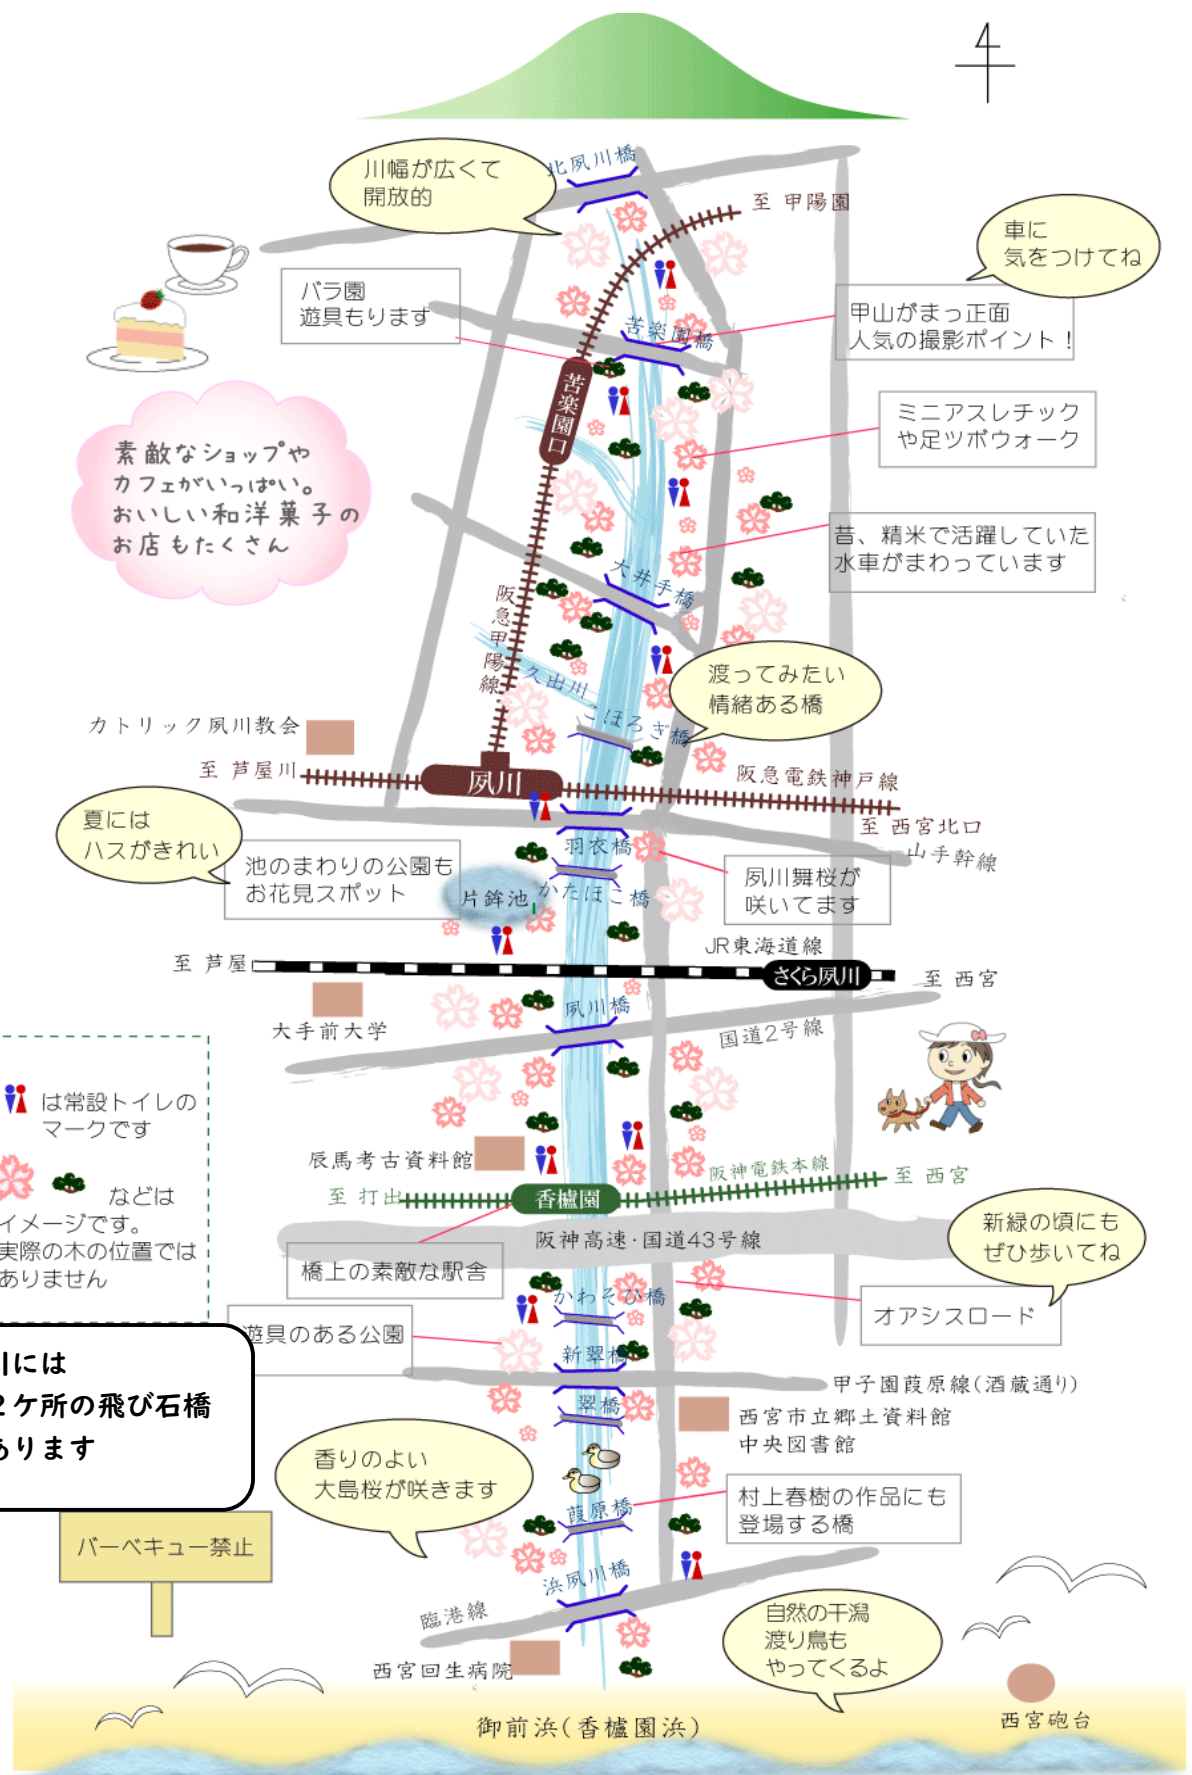 北夙川橋
川幅が広くて
開放的
至 甲陽園
車に
気をつけてね
バラ園
遊具もります
甲山がまっ正面
人気の撮影ポイント！
苦楽園橋
苦楽園口
ミニアスレチック
や足ツボウォーク
素敵なショップや
カフェがいっぱい。
おいしい和洋菓子の
お店もたくさん
昔、精米で活躍していた
水車がまわっています
大井手橋
阪急甲陽線
久出川
渡ってみたい
情緒ある橋
こほろぎ橋
カトリック夙川教会
至 芦屋川
夙川
阪急電鉄神戸線
至 西宮北口
山手幹線
夏には
ハスがきれい
羽衣橋
池のまわりの公園も
お花見スポット
片鉾池
かたほこ橋
夙川舞桜が
咲いてます
JR東海道線
至 芦屋
さくら夙川
至 西宮
大手前大学
夙川橋
国道2号線
は常設トイレの
マークです
などは
イメージです。
実際の木の位置では
ありません
辰馬考古資料館
阪神電鉄本線
至 打出
香櫨園
至 西宮
阪神高速・国道43号線
新緑の頃にも
ぜひ歩いてね
橋上の素敵な駅舎
かわそひ橋
オアシスロード
遊具のある公園
新翠橋
川には
２ケ所の飛び石橋
あります
甲子園葭原線(酒蔵通り)
翠橋
西宮市立郷土資料館
中央図書館
香りのよい
大島桜が咲きます
葭原橋
村上春樹の作品にも
登場する橋
バーベキュー禁止
浜夙川橋
臨港線
自然の干潟
渡り鳥も
やってくるよ
西宮回生病院
西宮砲台
御前浜(香櫨園浜)